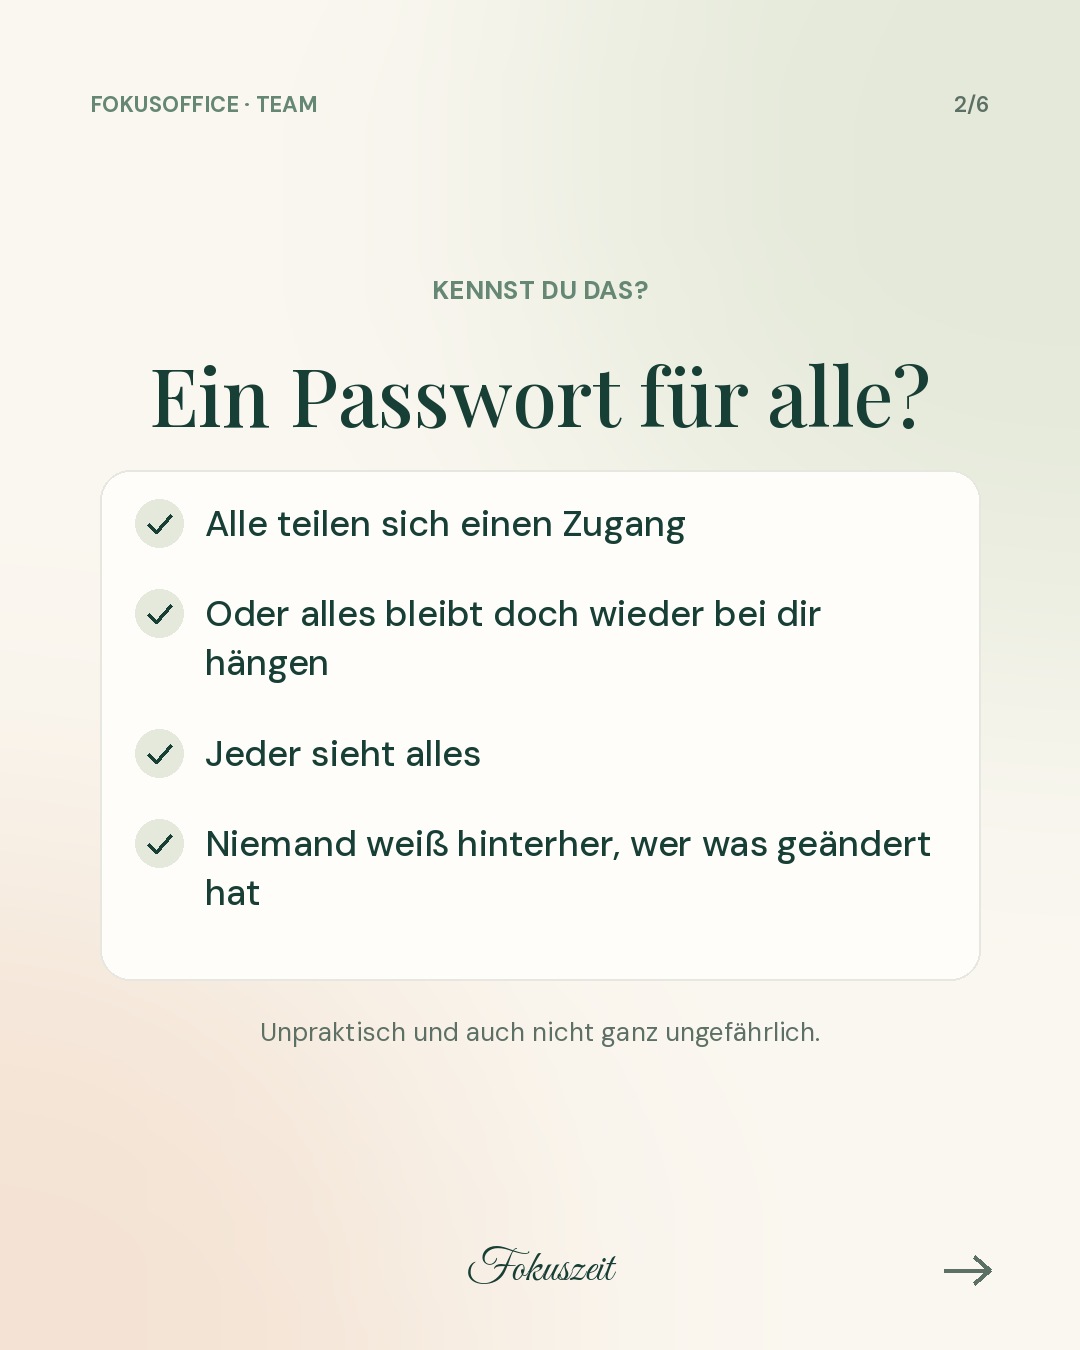 FOKUSOFFICE · TEAM
2/6
KENNST DU DAS?
Ein Passwort für alle?
Alle teilen sich einen Zugang
Oder alles bleibt doch wieder bei dir
hängen
Jeder sieht alles
Niemand weiß hinterher, wer was geändert
hat
Unpraktisch und auch nicht ganz ungefährlich.
Fokuszeit